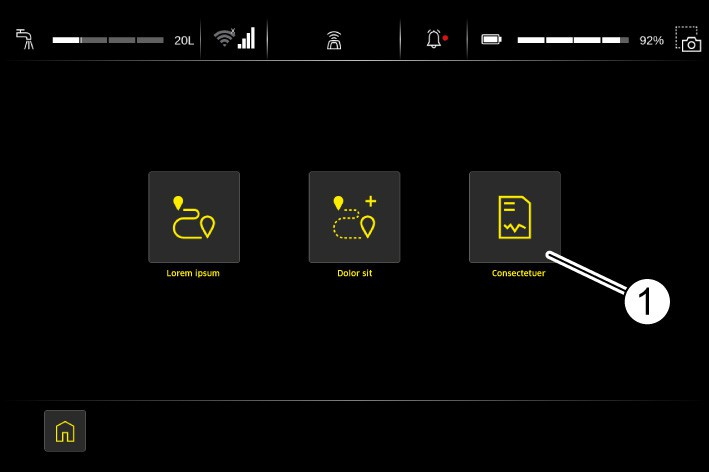 20L
92%
Lorem ipsum
Dolor sit
Consectetuer
1